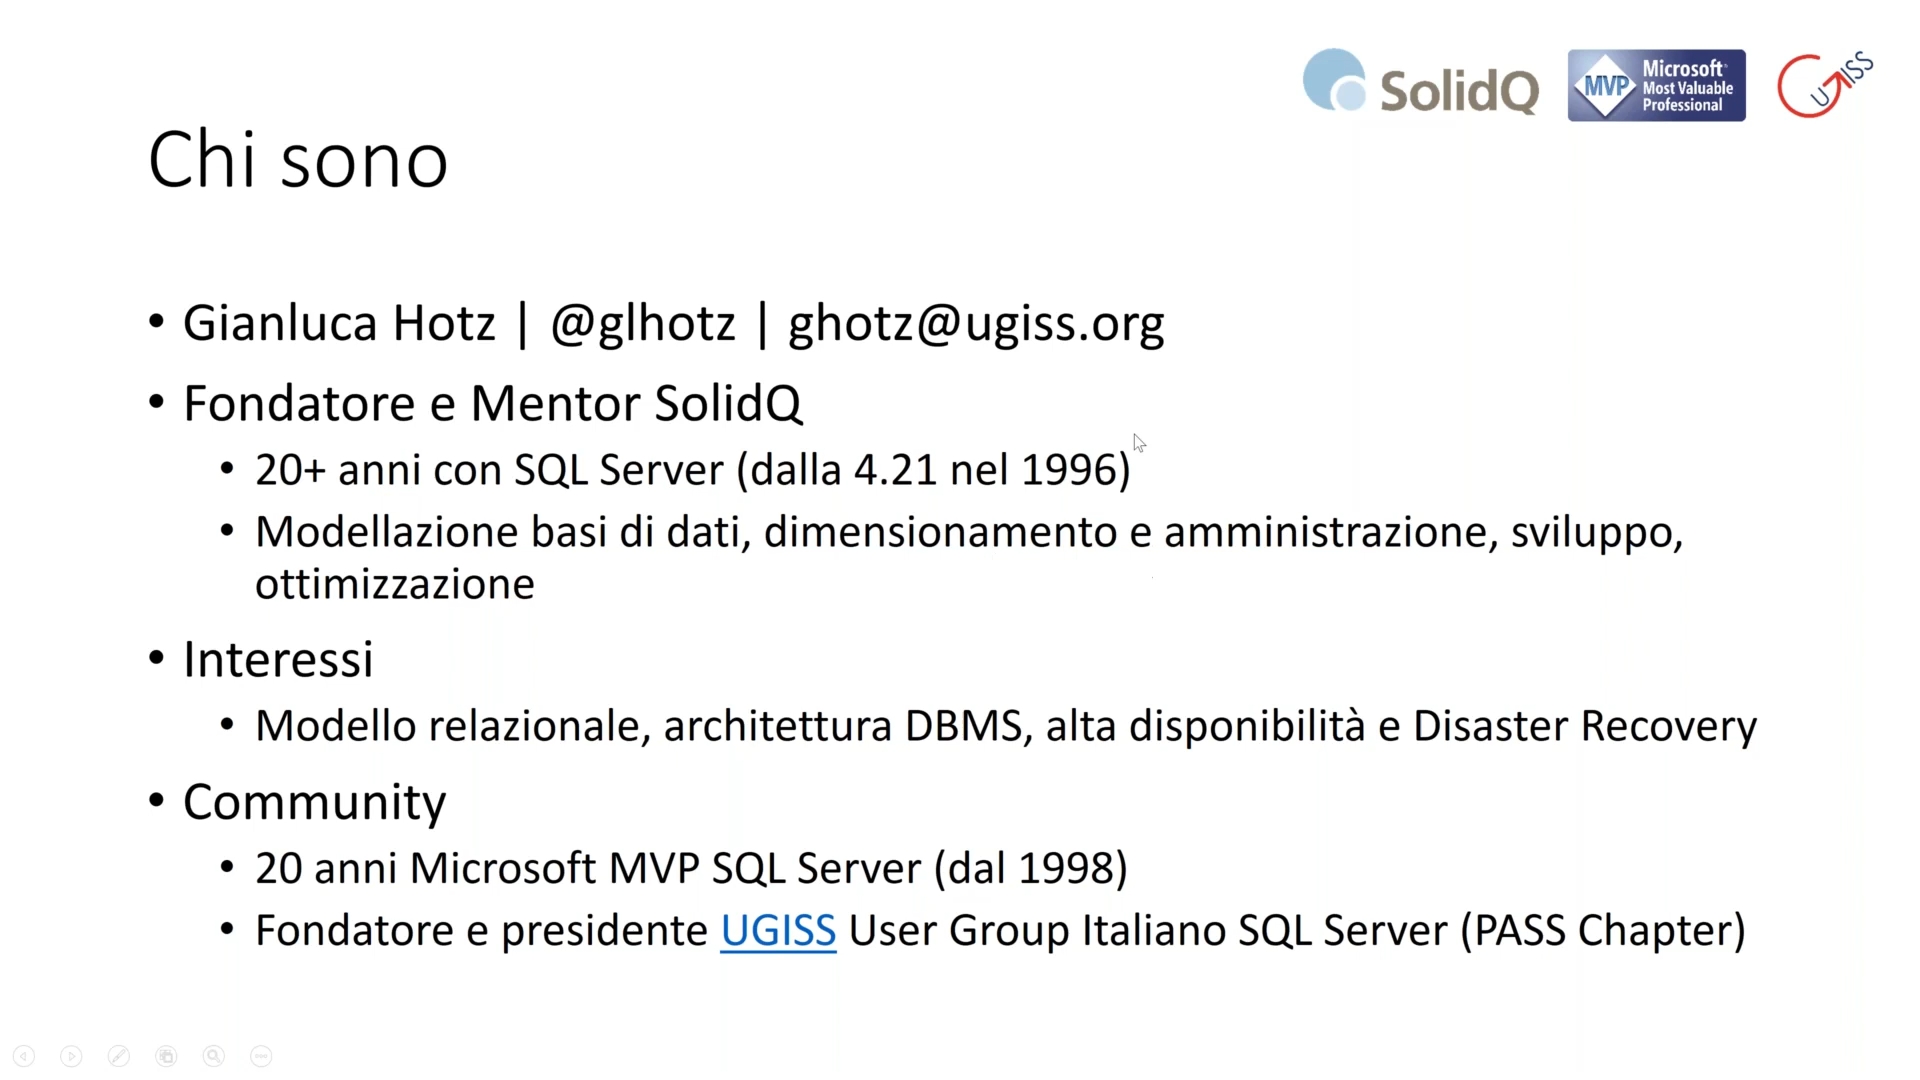 SolidQ
MVP
Microsoft
Most Valuable
Professional
UGISS
Chi sono
• Gianluca Hotz | @glhotz | ghotz@ugiss.org
• Fondatore e Mentor SolidQ
• 20+ anni con SQL Server (dalla 4.21 nel 1996)
• Modellazione basi di dati, dimensionamento e amministrazione, sviluppo,
ottimizzazione
• Interessi
• Modello relazionale, architettura DBMS, alta disponibilità e Disaster Recovery
• Community
• 20 anni Microsoft MVP SQL Server (dal 1998)
• Fondatore e presidente UGISS User Group Italiano SQL Server (PASS Chapter)